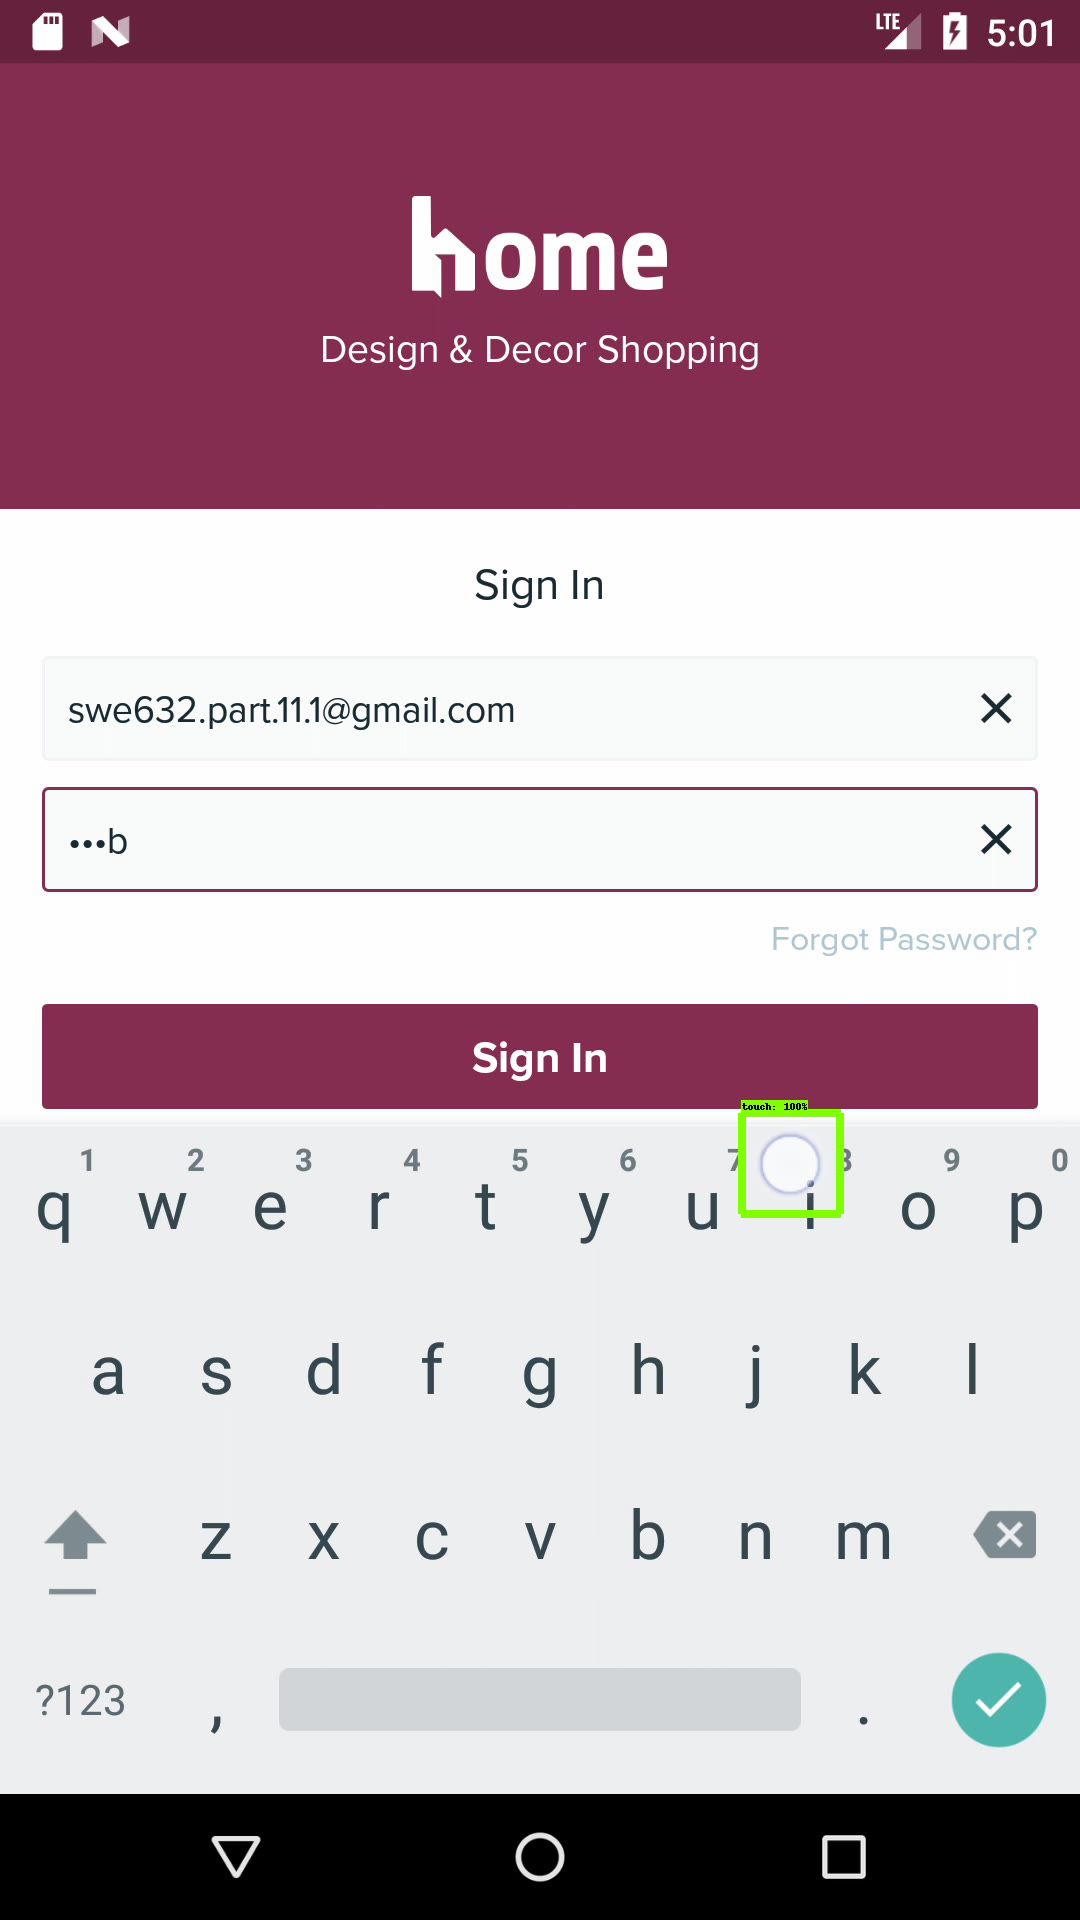 LTE 5:01
home
Design & Decor Shopping
Sign In
swe632.part.11.1@gmail.com
•••b
Forgot Password?
Sign In
touch: 100%
1 2 3 4 5 6 7 8 9 0
q w e r t y u i o p
a s d f g h j k l
z x c v b n m
?123 , .